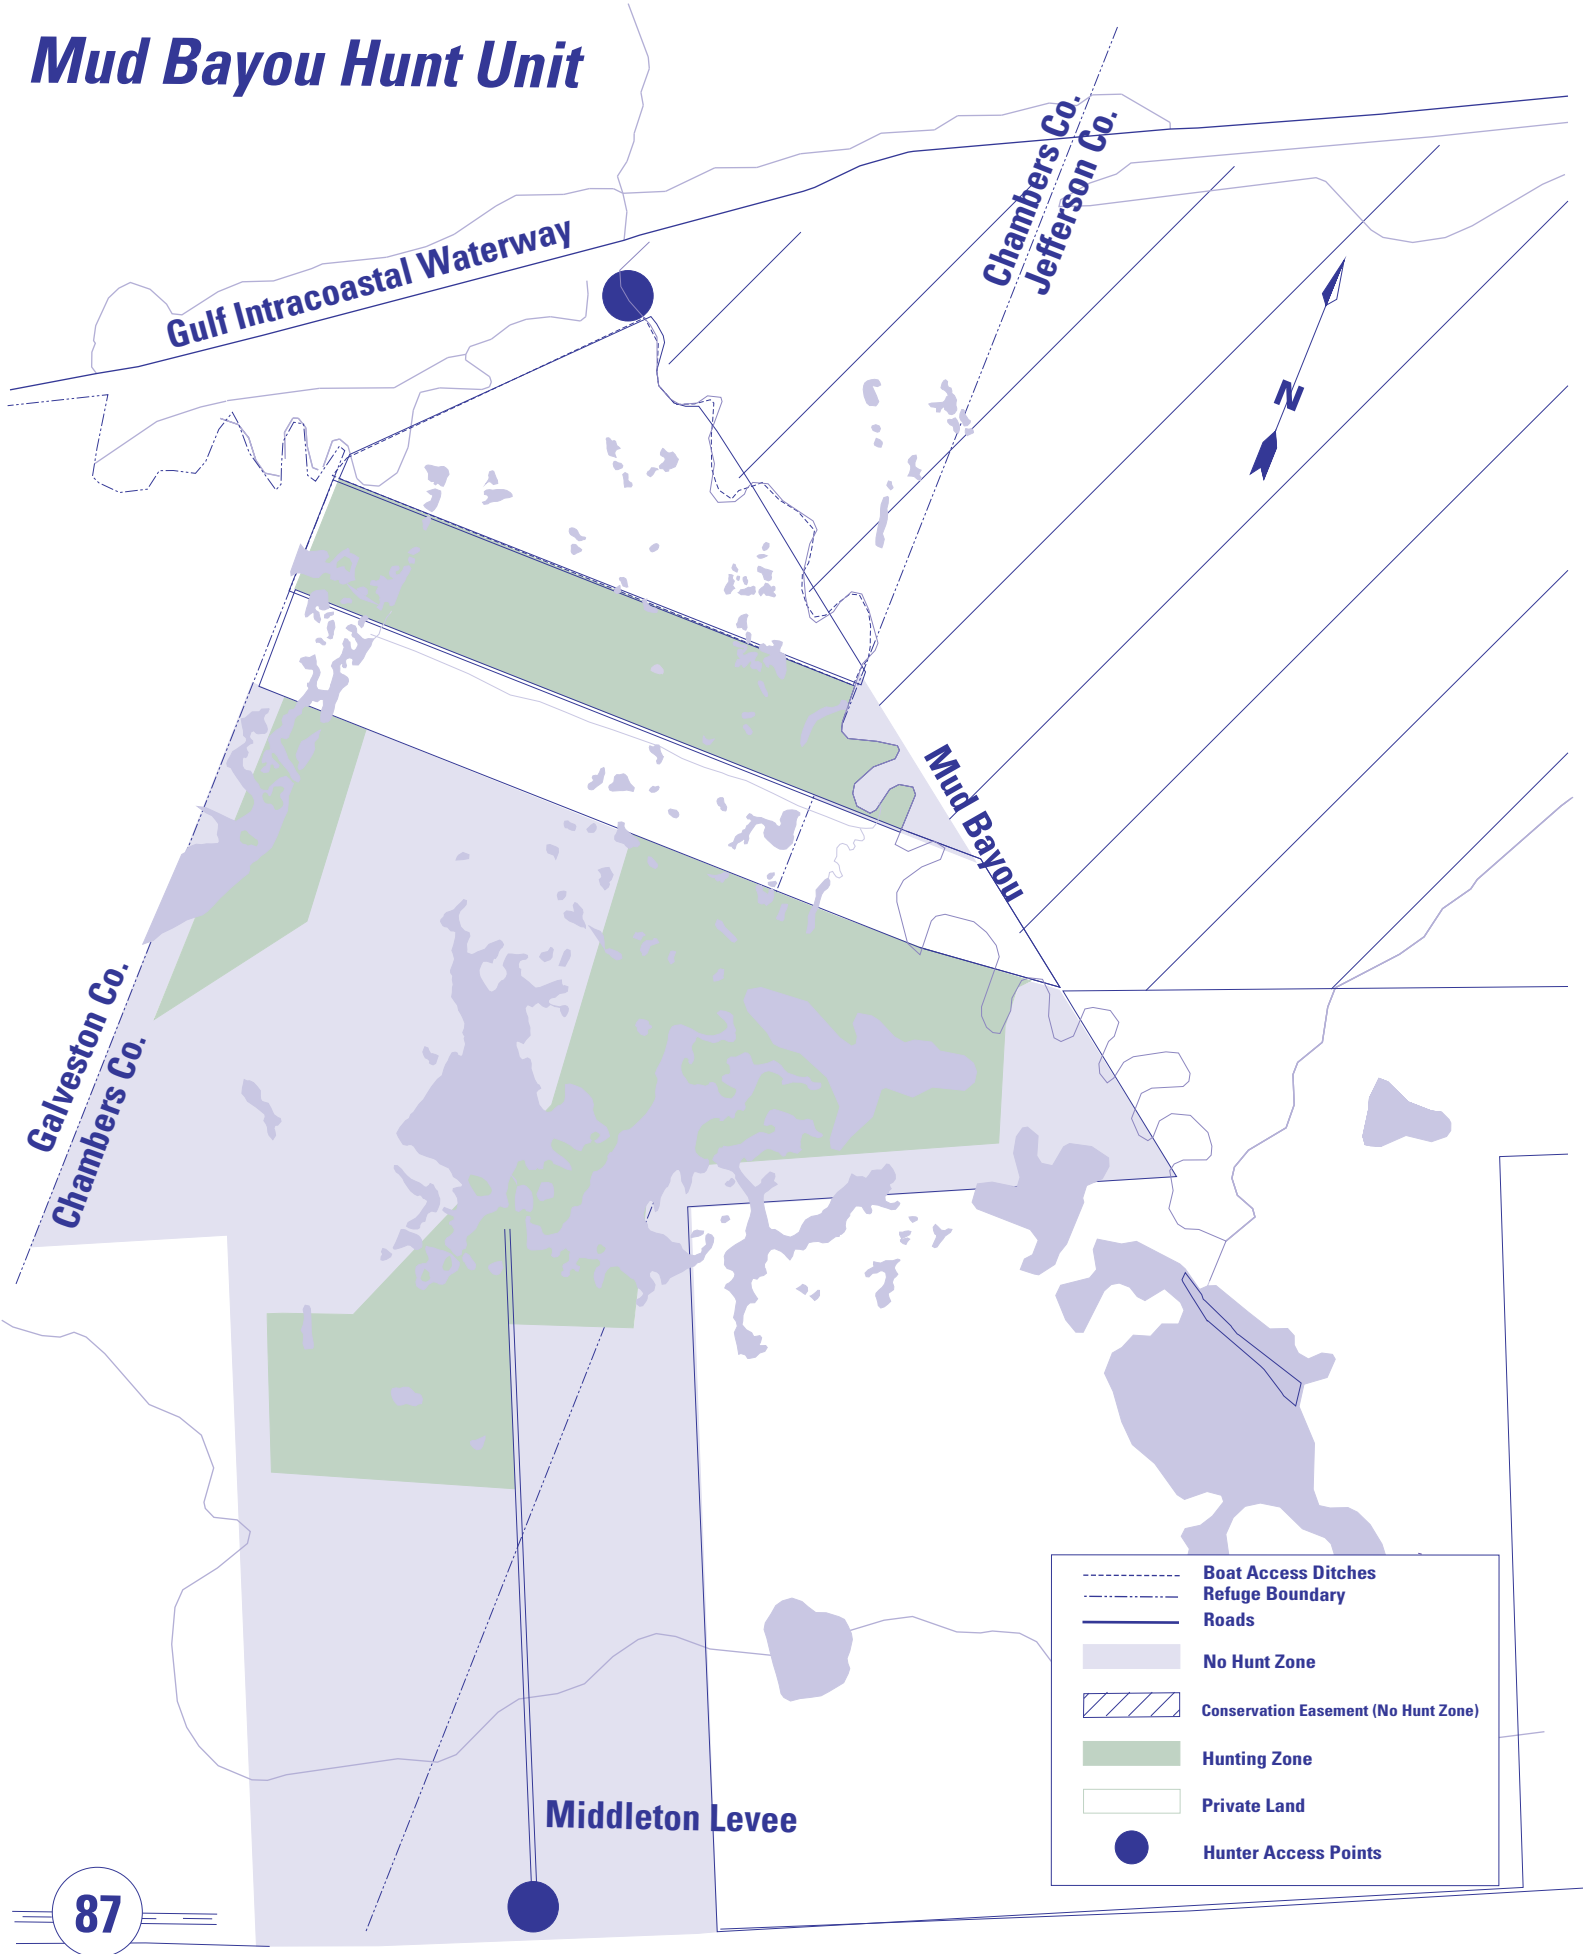 Mud Bayou Hunt Unit
Chambers Co.
Jefferson Co.
Gulf Intracoastal Waterway
N
Mud Bayou
Galveston Co.
Chambers Co.
Boat Access Ditches
Refuge Boundary
Roads
No Hunt Zone
Conservation Easement (No Hunt Zone)
Hunting Zone
Private Land
Hunter Access Points
Middleton Levee
87